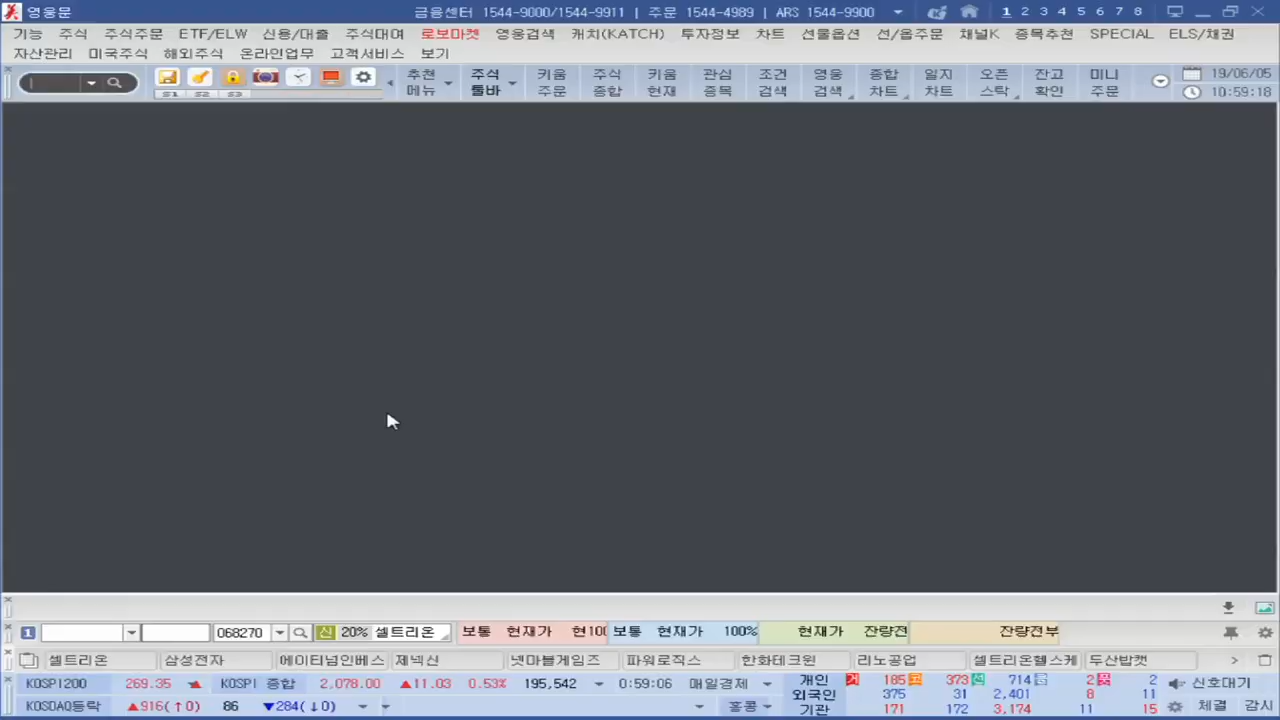 영웅문 금융센터 1544-9000/1544-9911 | 주문 1544-4989 | ARS 1544-9900 1 2 3 4 5 6 7 8
기능 주식 주식주문 ETF/ELW 신용/대출 주식대여 로보마켓 영웅검색 캐치(KATCH) 투자정보 차트 선물옵션 선/옵주문 채널K 종목추천 SPECIAL ELS/채권
자산관리 미국주식 해외주식 온라인업무 고객서비스 보기
추천 주식 키움 주식 키움 관심 조건 영웅 종합 일지 오픈 잔고 미니 19/06/05
메뉴 툴바 주문 종합 현재 종목 검색 검색 차트 차트 스탁 확인 주문 10:59:18
S1 S2 S3
1 068270 신 20% 셀트리온 보통 현재가 현100 보통 현재가 100% 현재가 잔량전 잔량전부
셀트리온 삼성전자 에이티넘인베스 제넥신 넷마블게임즈 파워로직스 한화테크윈 리노공업 셀트리온헬스케 두산밥캣
KOSPI200 269.35 ▲ KOSPI 종합 2,078.00 ▲11.03 0.53% 195,542 0:59:06 매일경제 개인 거 185 373 선 714 2 2 신호대기
외국인 375 31 2,401 8 11
KOSDAQ등락 ▲916(↑0) 86 ▼284(↓0) 홍콩 기관 171 172 3,174 11 15 체결 감시